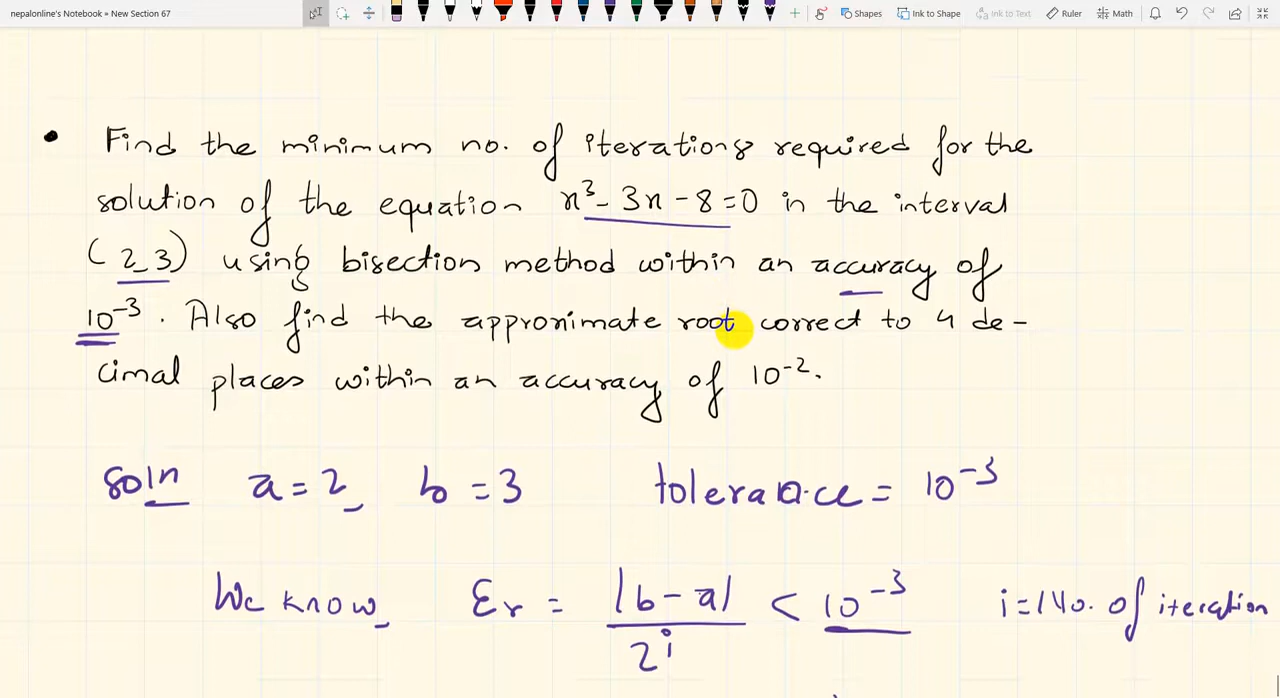 nepalonline's Notebook » New Section 67
Shapes Ink to Shape Ink to Text Ruler Math
• Find the minimum no. of iterations required for the
solution of the equation x³ - 3x - 8 = 0 in the interval
(2,3) using bisection method within an accuracy of
10⁻³. Also find the approximate root correct to 4 de-
cimal places within an accuracy of 10⁻².
soln a = 2, b = 3 tolerance = 10⁻³
We know, Er = |b-a| / 2^i < 10⁻³ i = no. of iteration